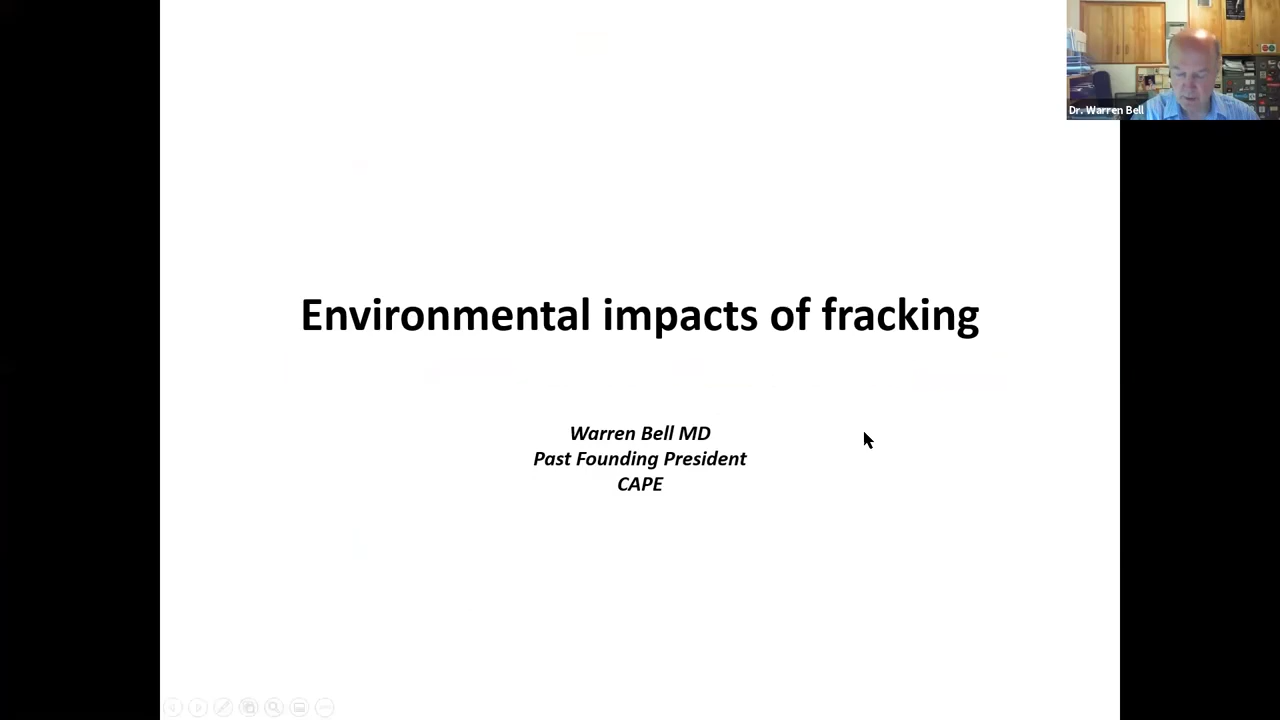 Dr. Warren Bell
Environmental impacts of fracking
Warren Bell MD
Past Founding President
CAPE